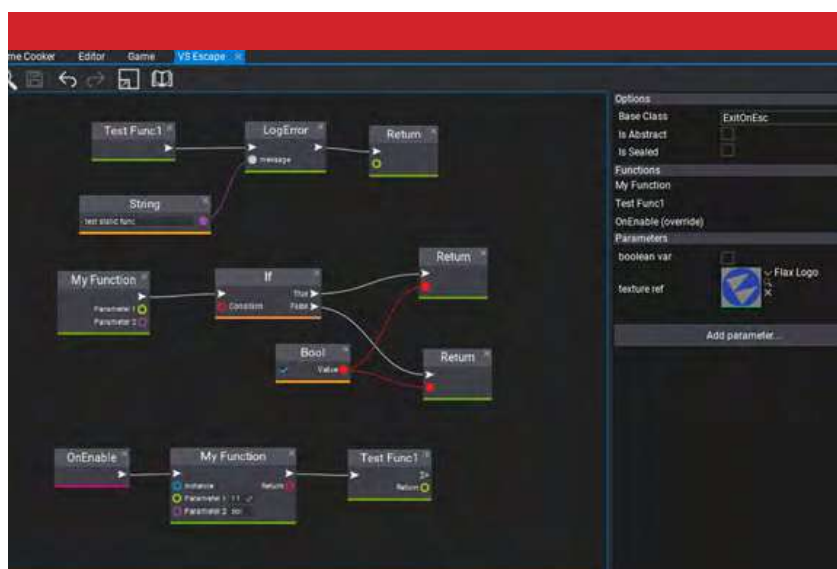 me Cooker Editor Game VS Escape
Test Func1
LogError
message
Return
String
test static func
My Function
Parameter 1
Parameter 2
If
Condition
True
False
Return
Bool
Value
Return
OnEnable
My Function
Instance
Parameter 1 11
Parameter 2
Return
Test Func1
Return
Options
Base Class ExitOnEsc
Is Abstract
Is Sealed
Functions
My Function
Test Func1
OnEnable (override)
Parameters
boolean var
texture ref Flax Logo
Add parameter...